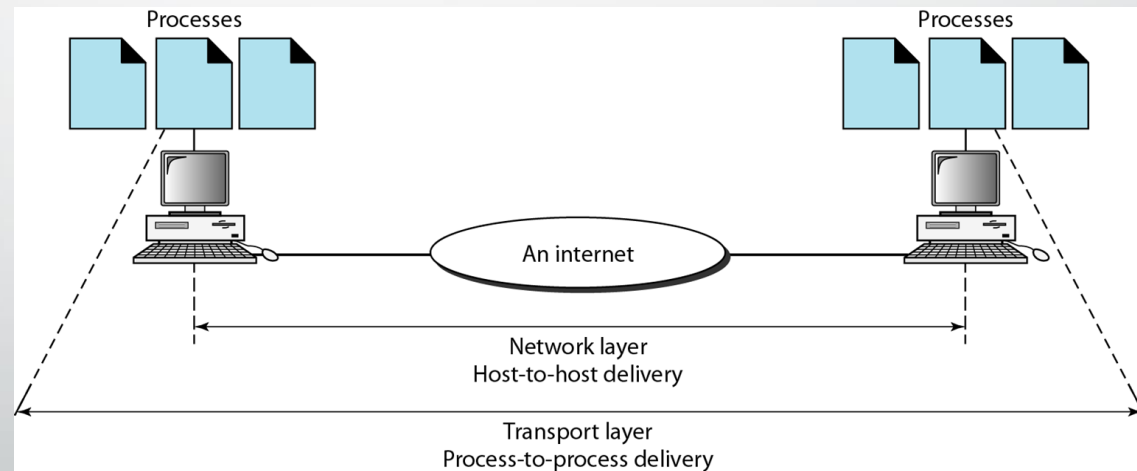 Processes
Processes
An internet
Network layer
Host-to-host delivery
Transport layer
Process-to-process delivery